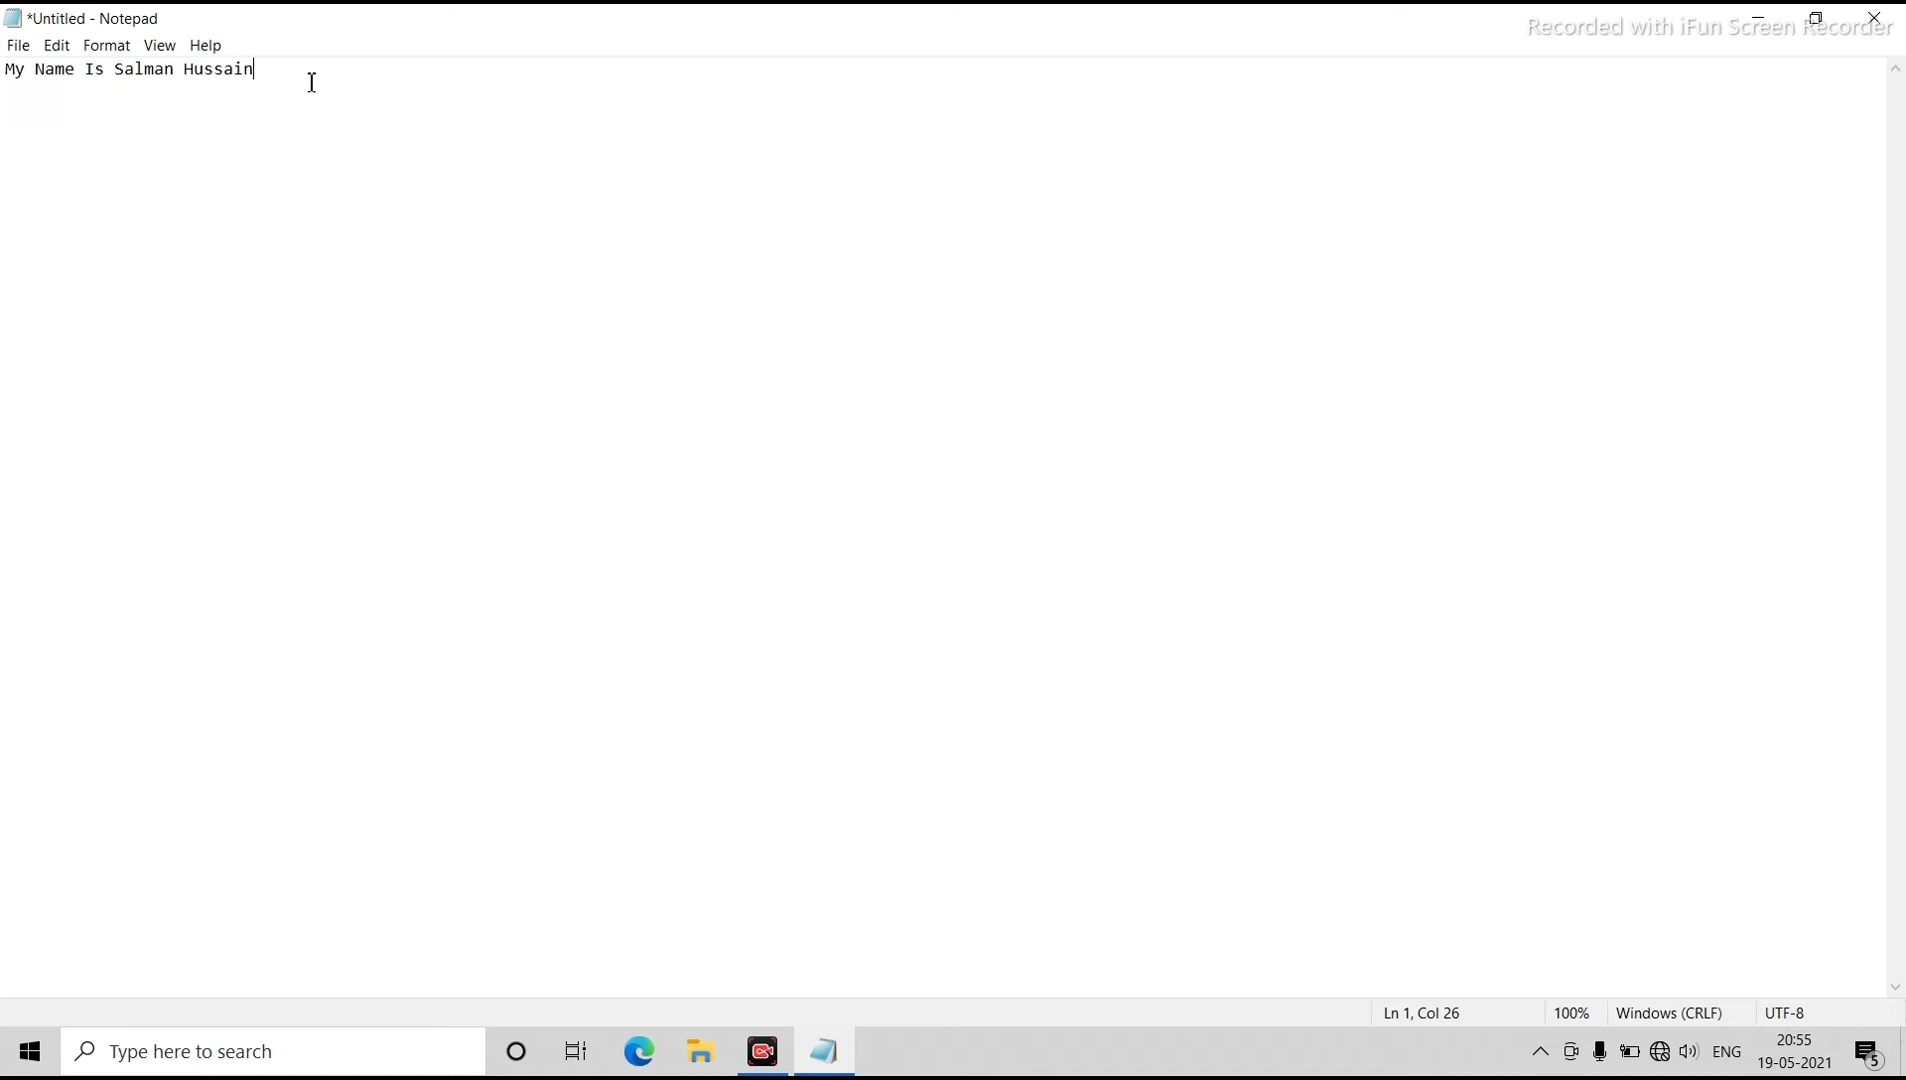 *Untitled - Notepad
Recorded with iFun Screen Recorder
File Edit Format View Help
My Name Is Salman Hussain
Ln 1, Col 26 100% Windows (CRLF) UTF-8
Type here to search
ENG
20:55
19-05-2021
5